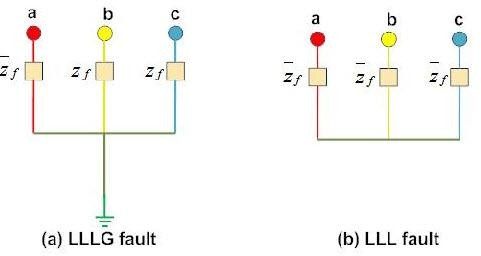 a b c a b c
z̅f zf zf z̅f z̅f z̅f
(a) LLLG fault (b) LLL fault